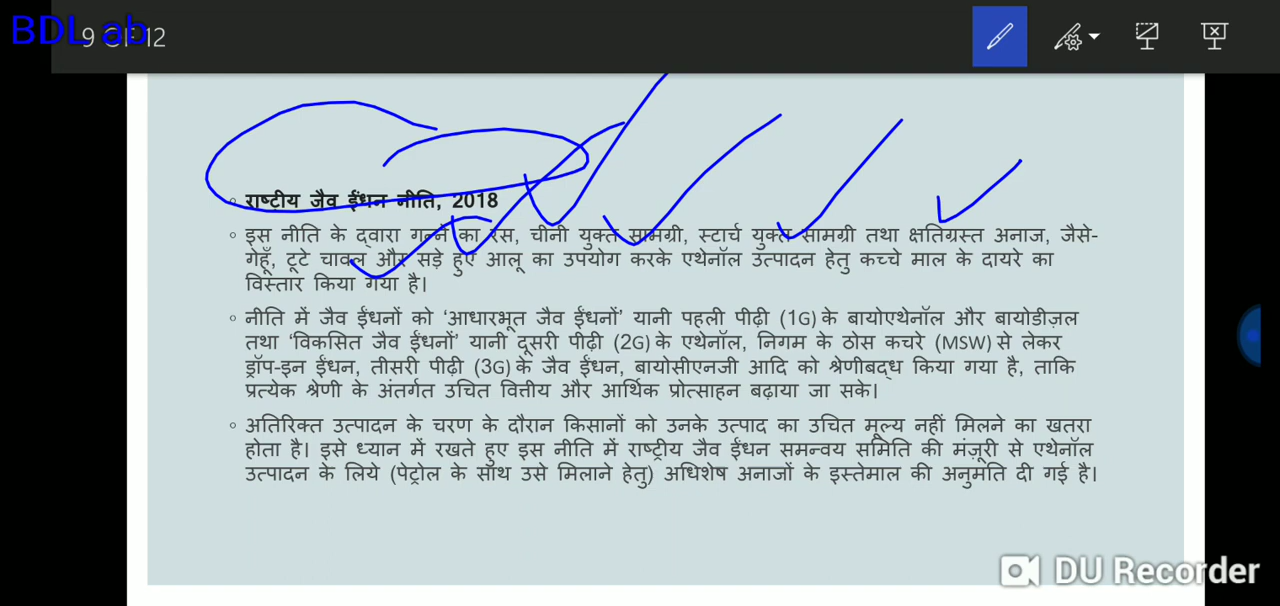 BDL ab
9 OF 12
◦ राष्ट्रीय जैव ईंधन नीति, 2018
◦ इस नीति के द्वारा गन्ने का रस, चीनी युक्त सामग्री, स्टार्च युक्त सामग्री तथा क्षतिग्रस्त अनाज, जैसे-
गेहूँ, टूटे चावल और सड़े हुए आलू का उपयोग करके एथेनॉल उत्पादन हेतु कच्चे माल के दायरे का
विस्तार किया गया है।
◦ नीति में जैव ईंधनों को ‘आधारभूत जैव ईंधनों’ यानी पहली पीढ़ी (1G) के बायोएथेनॉल और बायोडीज़ल
तथा ‘विकसित जैव ईंधनों’ यानी दूसरी पीढ़ी (2G) के एथेनॉल, निगम के ठोस कचरे (MSW) से लेकर
ड्रॉप-इन ईंधन, तीसरी पीढ़ी (3G) के जैव ईंधन, बायोसीएनजी आदि को श्रेणीबद्ध किया गया है, ताकि
प्रत्येक श्रेणी के अंतर्गत उचित वित्तीय और आर्थिक प्रोत्साहन बढ़ाया जा सके।
◦ अतिरिक्त उत्पादन के चरण के दौरान किसानों को उनके उत्पाद का उचित मूल्य नहीं मिलने का खतरा
होता है। इसे ध्यान में रखते हुए इस नीति में राष्ट्रीय जैव ईंधन समन्वय समिति की मंज़ूरी से एथेनॉल
उत्पादन के लिये (पेट्रोल के साथ उसे मिलाने हेतु) अधिशेष अनाजों के इस्तेमाल की अनुमति दी गई है।
DU Recorder